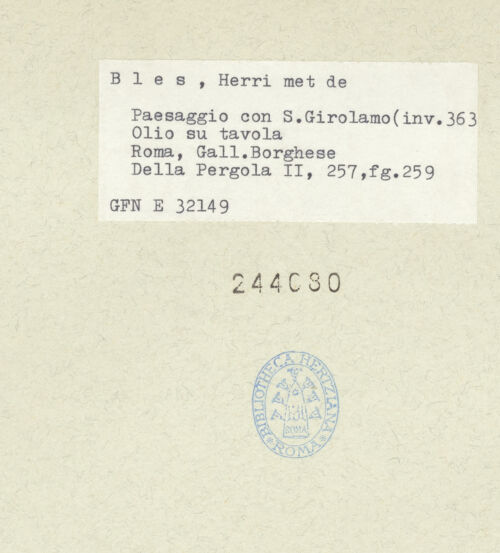 B l e s , Herri met de
Paesaggio con S.Girolamo(inv.363
Olio su tavola
Roma, Gall.Borghese
Della Pergola II, 257,fg.259
GFN E 32149
244080
BIBLIOTHECA HERTZIANA
ROMA